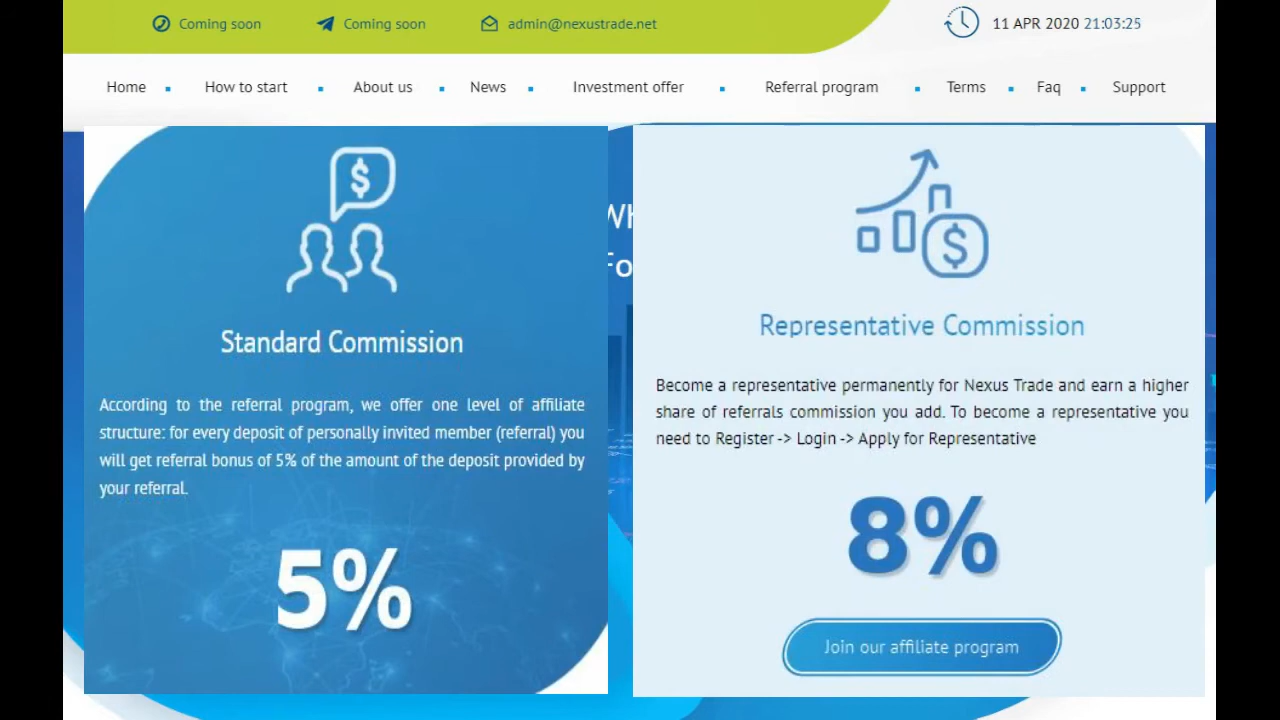 Coming soon Coming soon admin@nexustrade.net 11 APR 2020 21:03:25
Home How to start About us News Investment offer Referral program Terms Faq Support
$
Standard Commission
According to the referral program, we offer one level of affiliate
structure: for every deposit of personally invited member (referral) you
will get referral bonus of 5% of the amount of the deposit provided by
your referral.
5%
Wh
Fo
$
Representative Commission
Become a representative permanently for Nexus Trade and earn a higher
share of referrals commission you add. To become a representative you
need to Register -> Login -> Apply for Representative
8%
Join our affiliate program